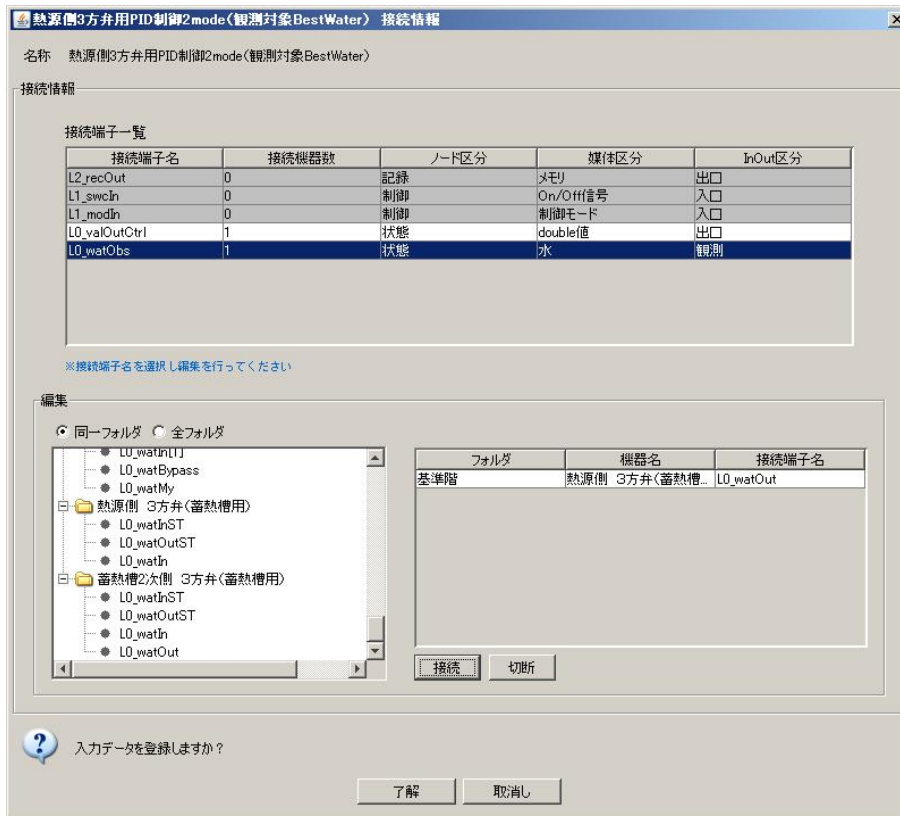 熱源側3方弁用PID制御2mode(観測対象BestWater) 接続情報
名称 熱源側3方弁用PID制御2mode(観測対象BestWater)
接続情報
接続端子一覧
接続端子名 接続機器数 ノード区分 媒体区分 InOut区分
L2_recOut 0 記録 メモリ 出口
L1_swcIn 0 制御 On/Off信号 入口
L1_modIn 0 制御 制御モード 入口
L0_valOutCtrl 1 状態 double値 出口
L0_watObs 1 状態 水 観測
※接続端子名を選択し編集を行ってください
編集
同一フォルダ 全フォルダ
L0_watIn[1]
L0_watBypass
L0_watMy
熱源側 3方弁(蓄熱槽用)
L0_watInST
L0_watOutST
L0_watIn
蓄熱槽2次側 3方弁(蓄熱槽用)
L0_watInST
L0_watOutST
L0_watIn
L0_watOut
フォルダ 機器名 接続端子名
基準階 熱源側 3方弁(蓄熱槽... L0_watOut
接続 切断
入力データを登録しますか?
了解 取消し